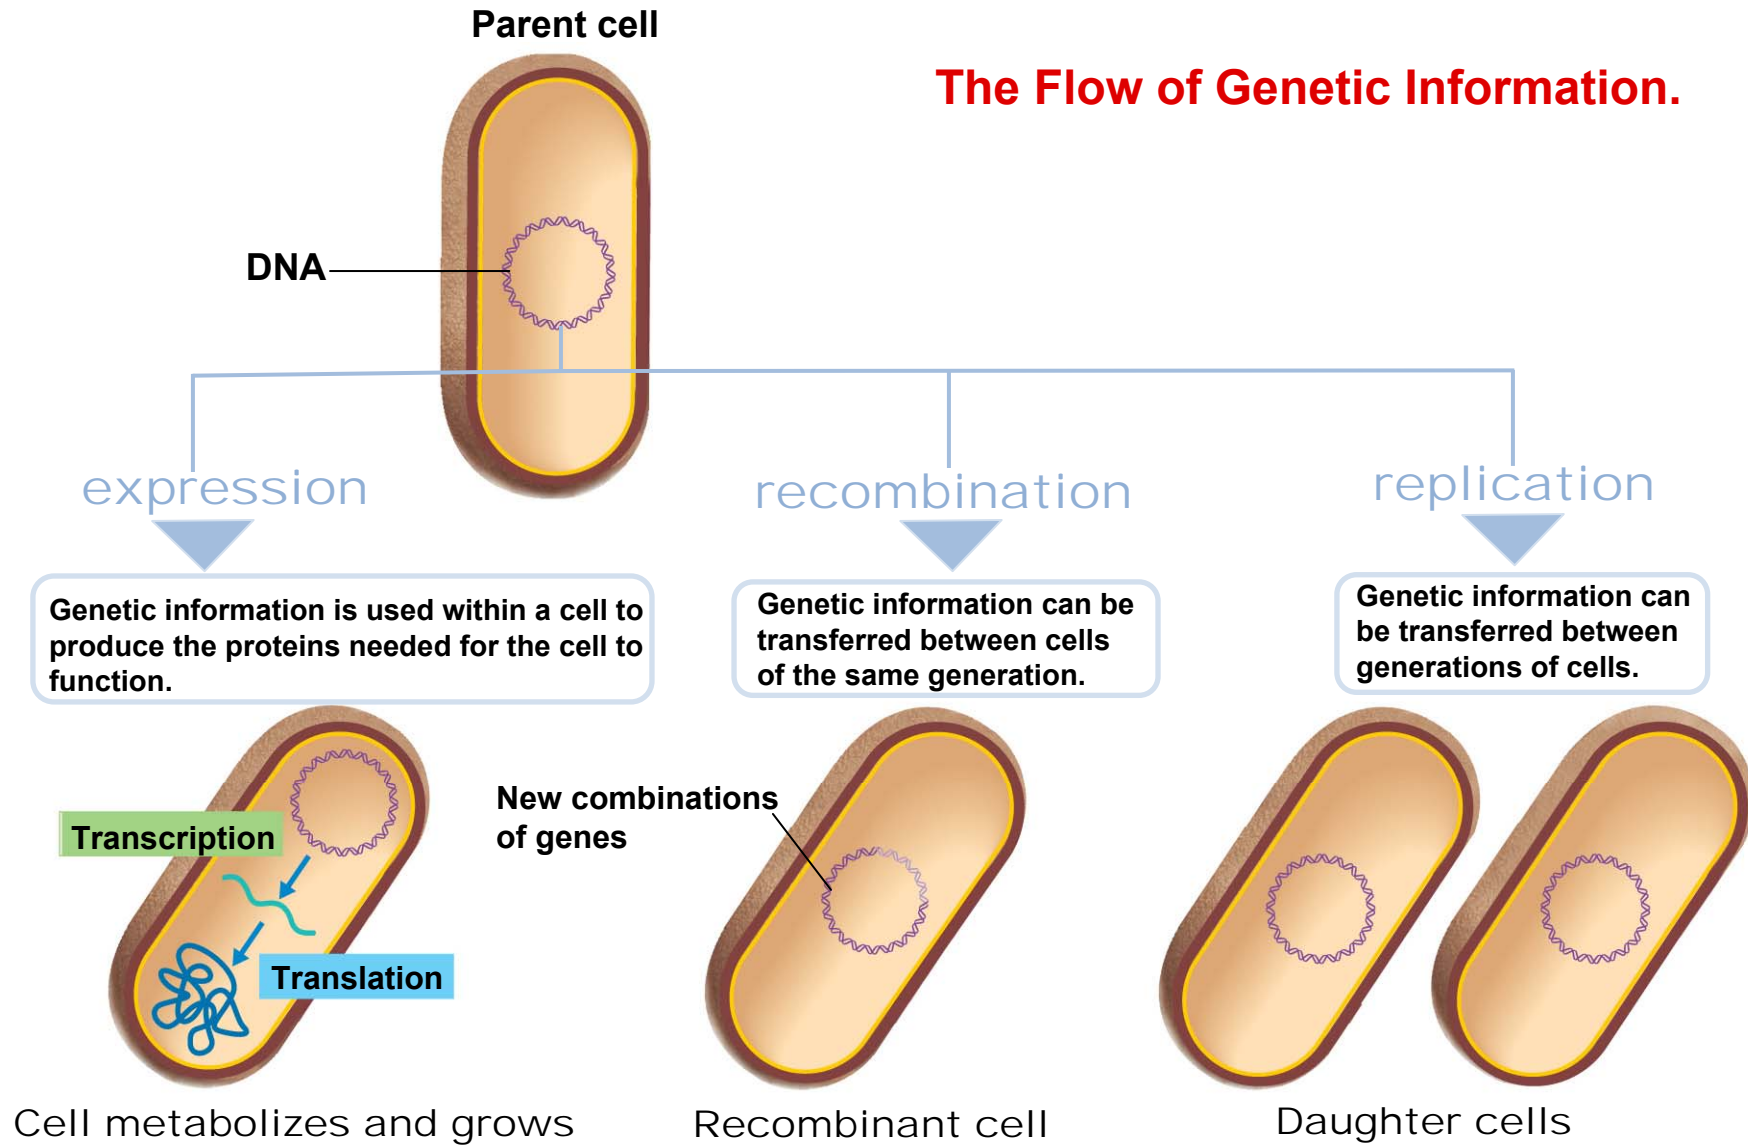 Parent cell
The Flow of Genetic Information.
DNA
expression
recombination
replication
Genetic information is used within a cell to
produce the proteins needed for the cell to
function.
Genetic information can be
transferred between cells
of the same generation.
Genetic information can
be transferred between
generations of cells.
Transcription
Translation
New combinations
of genes
Cell metabolizes and grows
Recombinant cell
Daughter cells